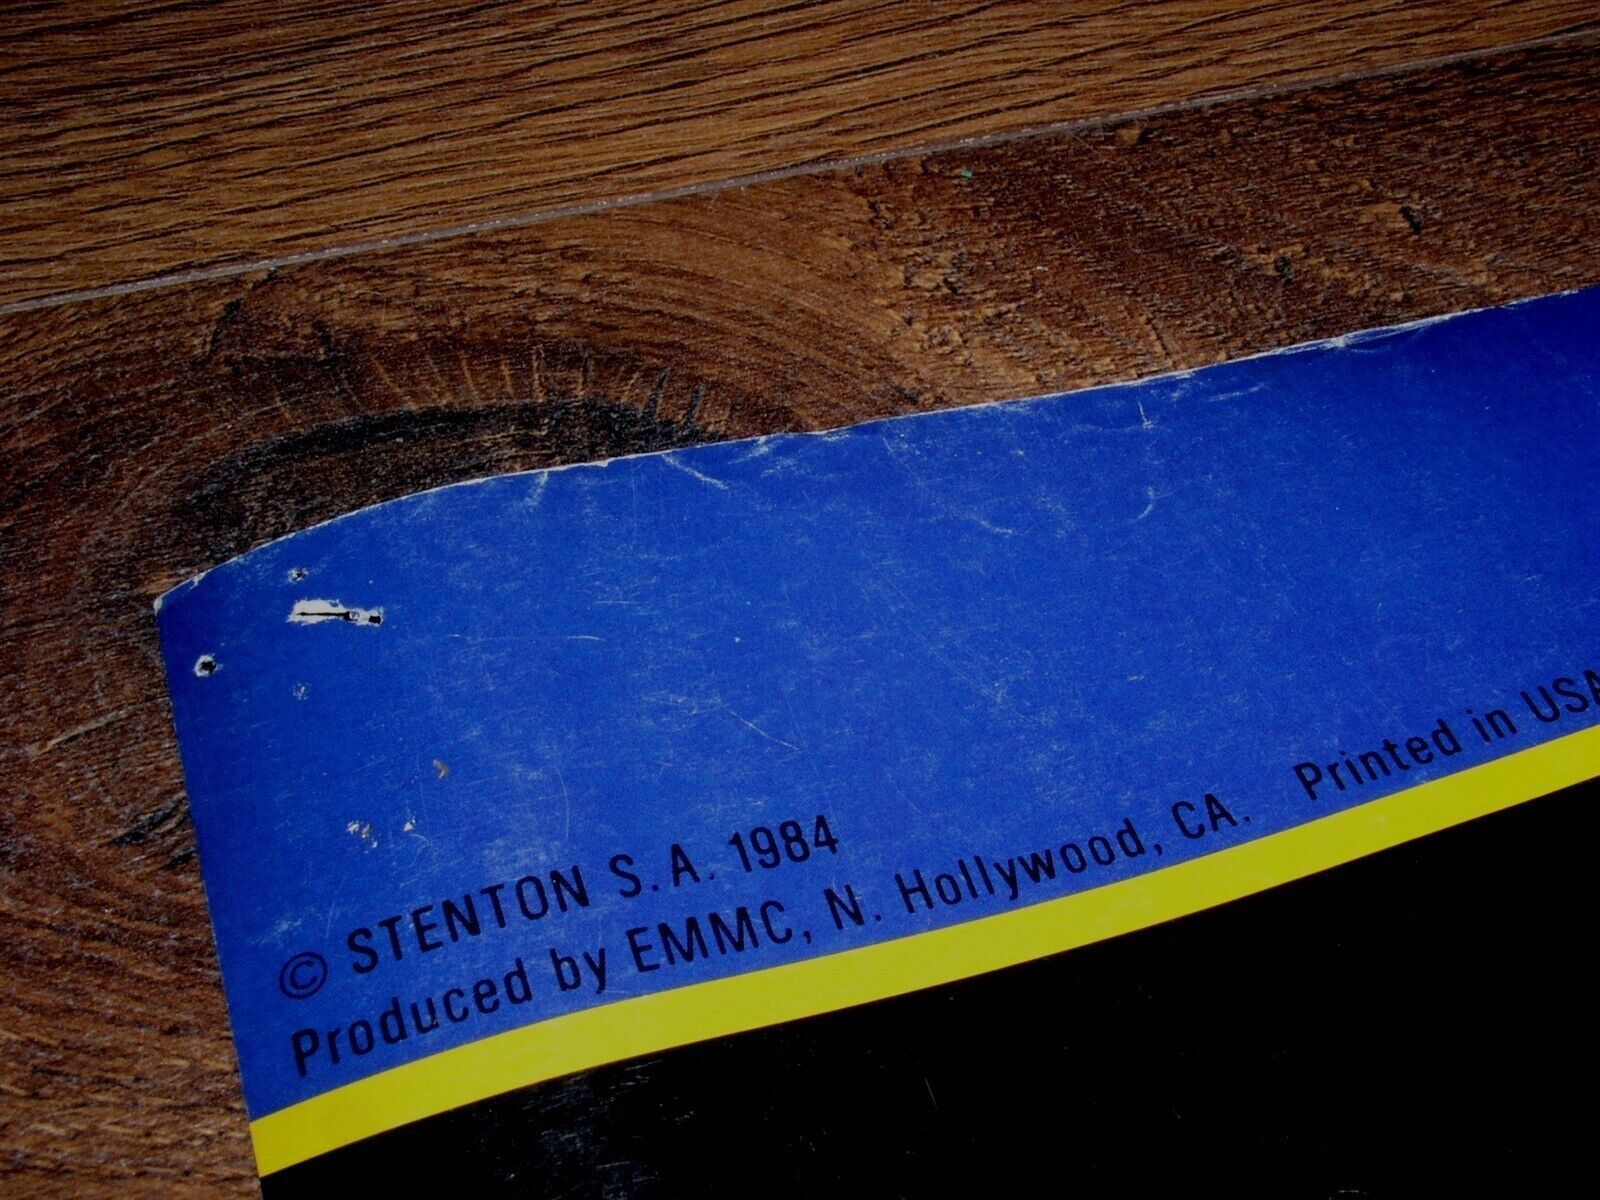 © STENTON S.A. 1984
Produced by EMMC, N. Hollywood, CA. Printed in USA